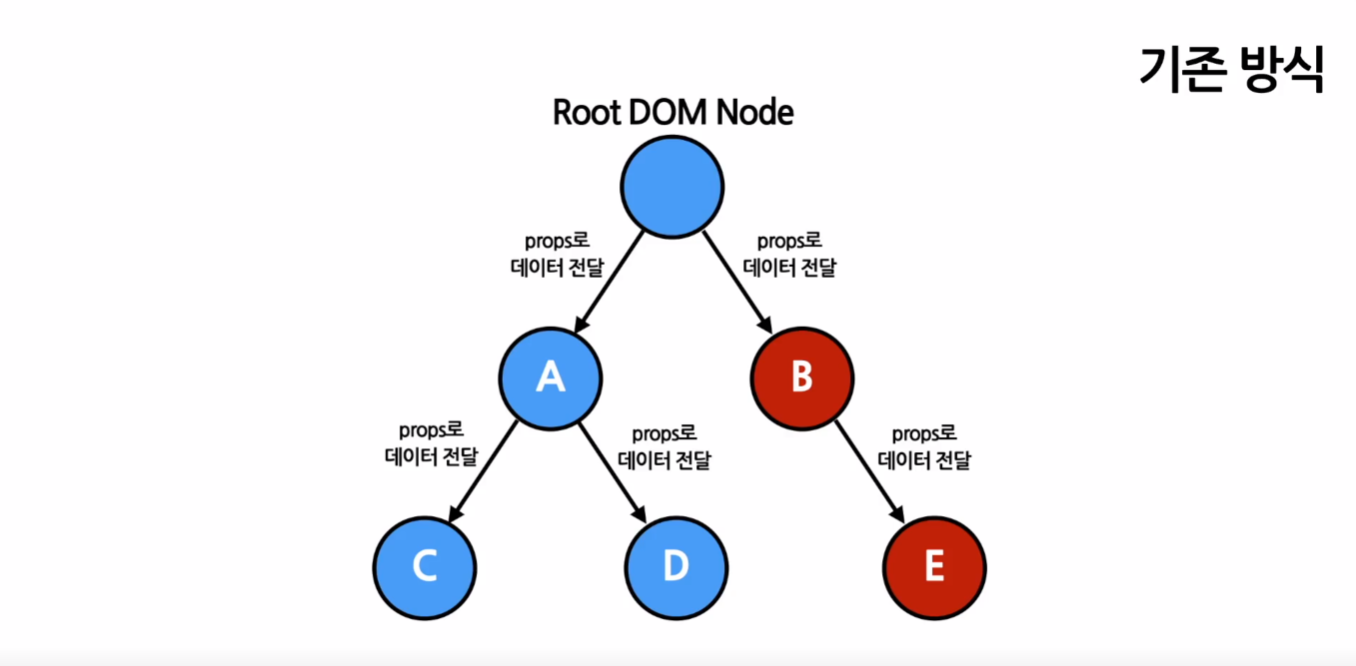 기존 방식
Root DOM Node
props로
데이터 전달
props로
데이터 전달
A
B
props로
데이터 전달
props로
데이터 전달
props로
데이터 전달
C
D
E